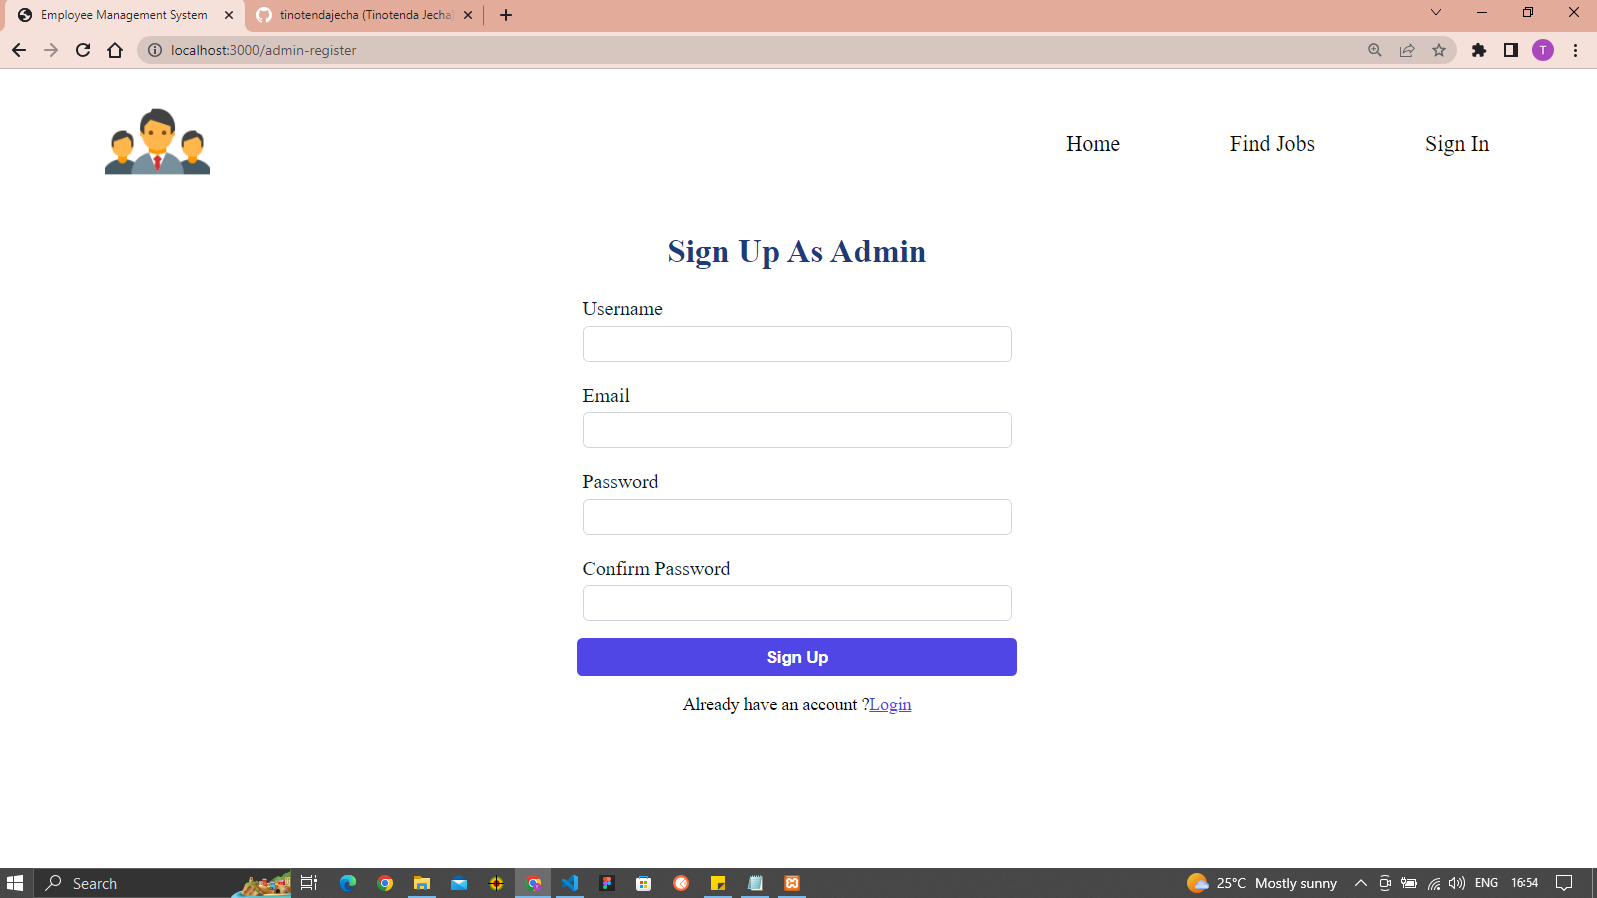 Employee Management System
tinotendajecha (Tinotenda Jecha)
localhost:3000/admin-register
T
Home
Find Jobs
Sign In
Sign Up As Admin
Username
Email
Password
Confirm Password
Sign Up
Already have an account ?Login
Search
25°C Mostly sunny
ENG
16:54